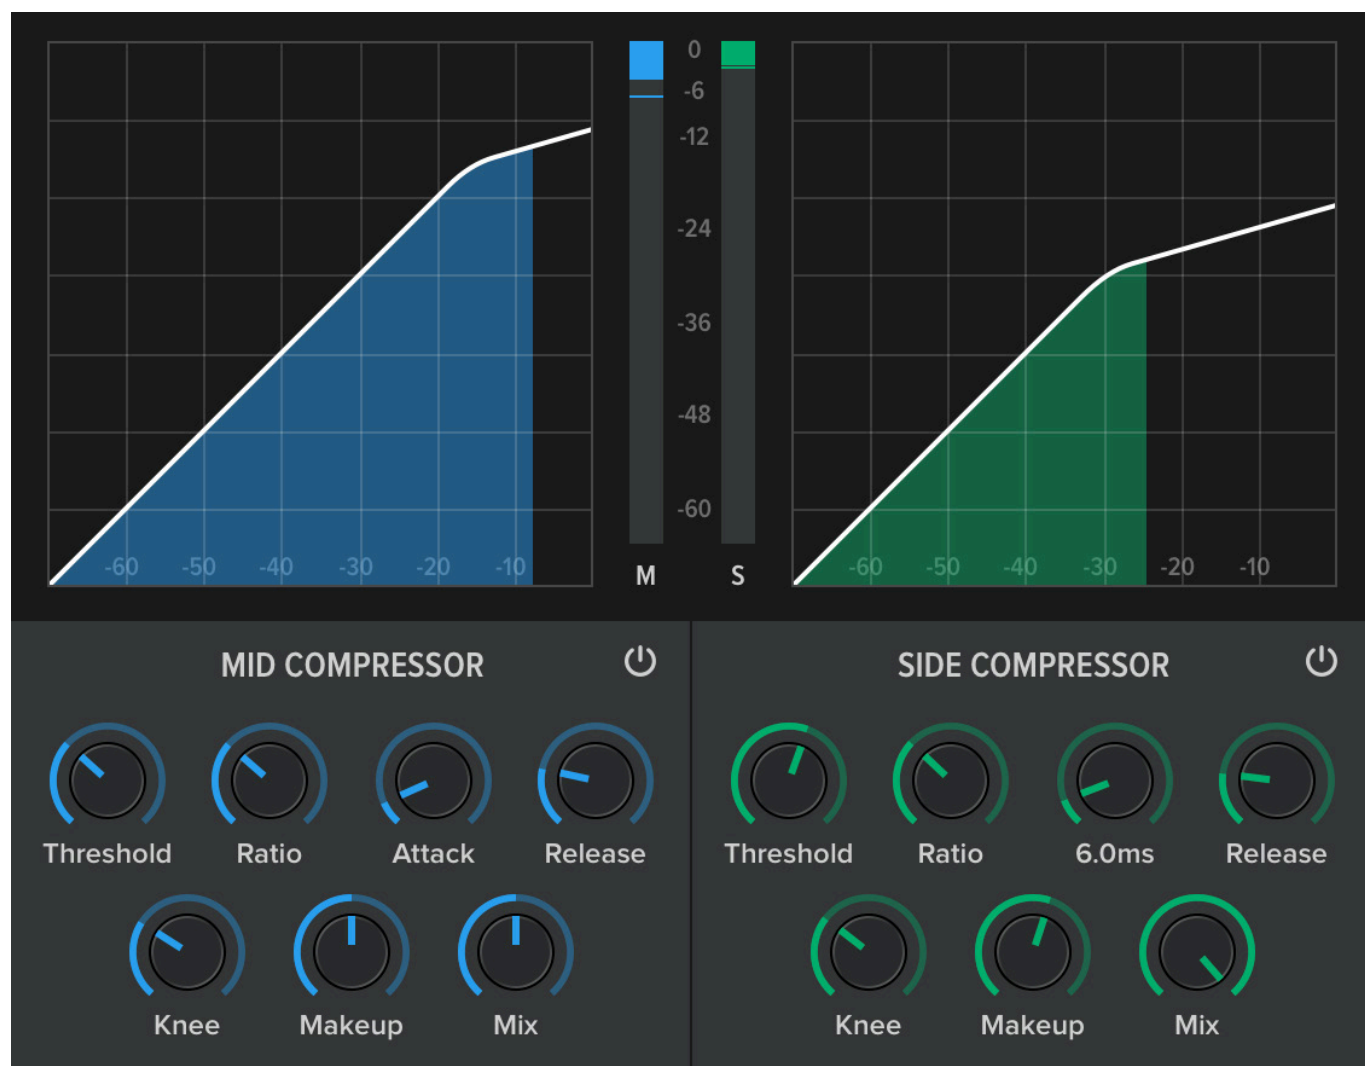 0
-6
-12
-24
-36
-48
-60
-60 -50 -40 -30 -20 -10
M S
-60 -50 -40 -30 -20 -10
MID COMPRESSOR
Threshold Ratio Attack Release
Knee Makeup Mix
SIDE COMPRESSOR
Threshold Ratio 6.0ms Release
Knee Makeup Mix